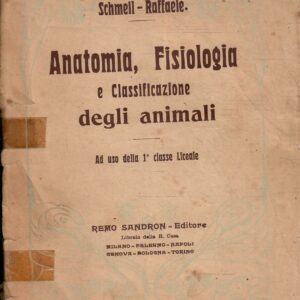 Schmeil - Raffaele.
Anatomia, Fisiologia
e Classificazione
degli animali
Ad uso della 1ª classe Liceale
REMO SANDRON - Editore
Libraio della R. Casa
MILANO - PALERMO - NAPOLI
GENOVA - BOLOGNA - TORINO